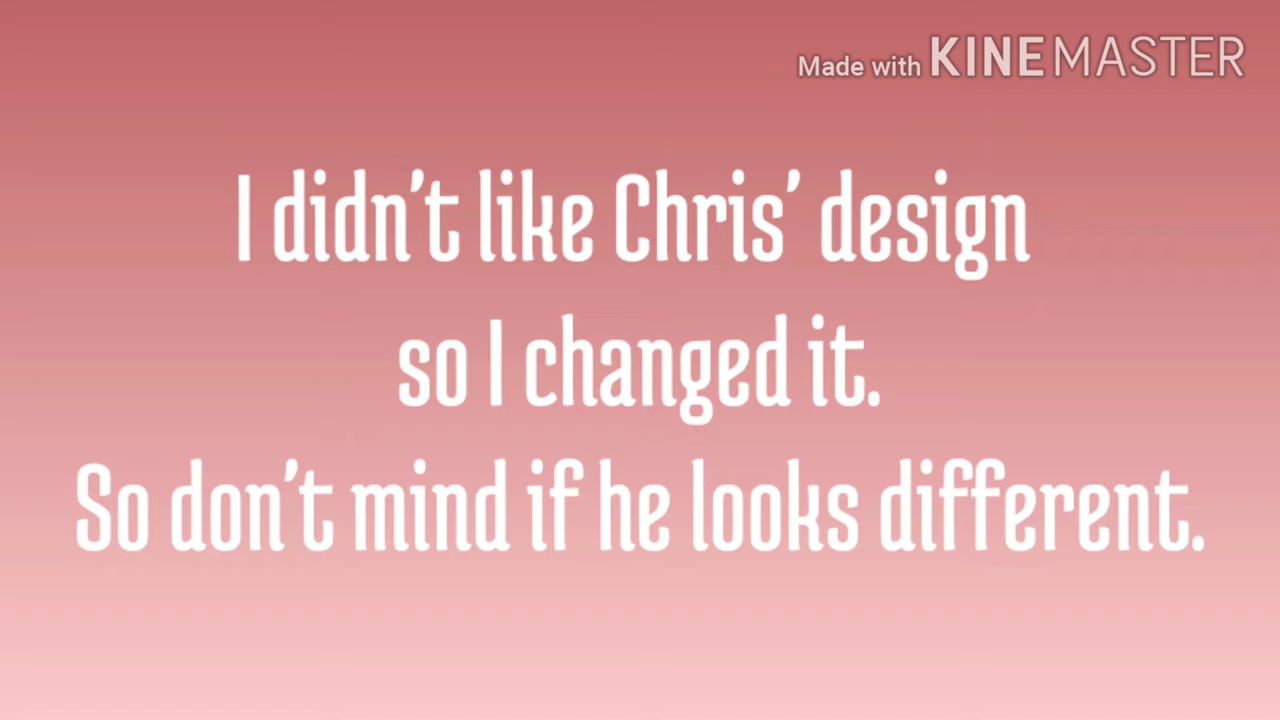 Made with KINEMASTER
I didn’t like Chris’ design
so I changed it.
So don’t mind if he looks different.